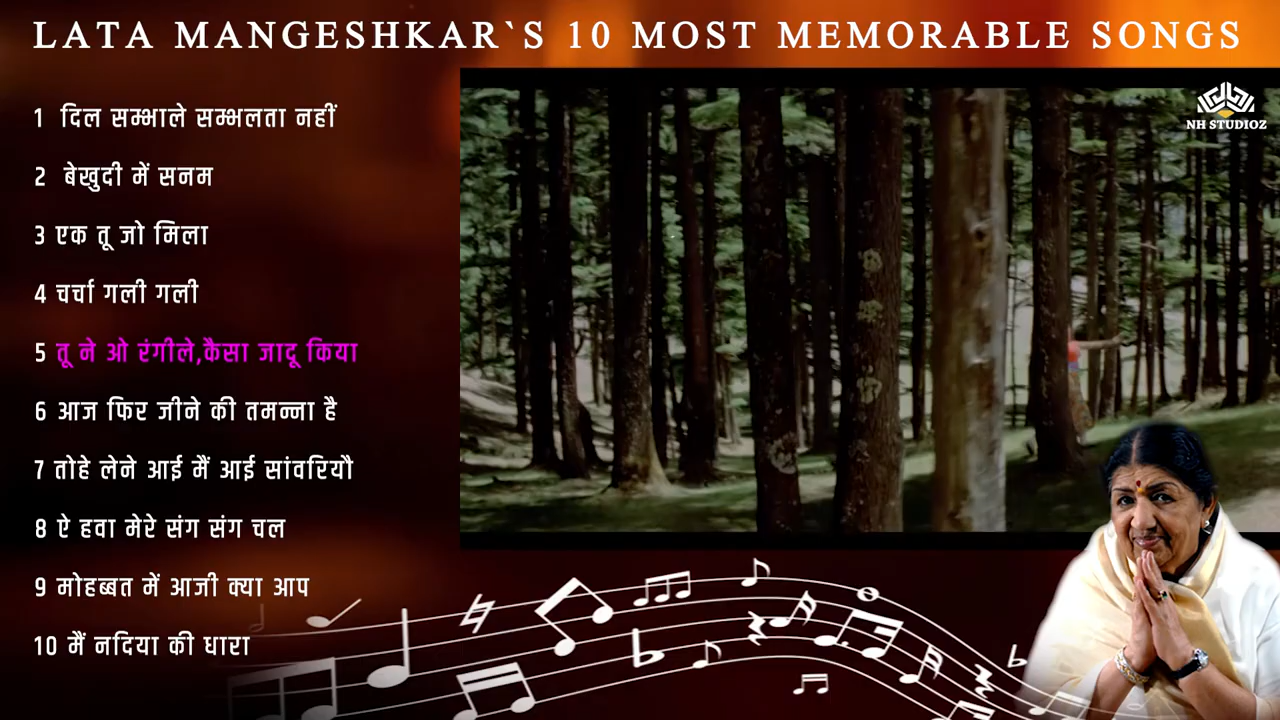 LATA MANGESHKAR`S 10 MOST MEMORABLE SONGS
NH STUDIOZ
1 दिल सम्भाले सम्भलता नहीं
2 बेखुदी में सनम
3 एक तू जो मिला
4 चर्चा गली गली
5 तू ने ओ रंगीले,कैसा जादू किया
6 आज फिर जीने की तमन्ना है
7 तोहे लेने आई मैं आई सांवरियौ
8 ऐ हवा मेरे संग संग चल
9 मोहब्बत में आजी क्या आप
10 मैं नदिया की धारा